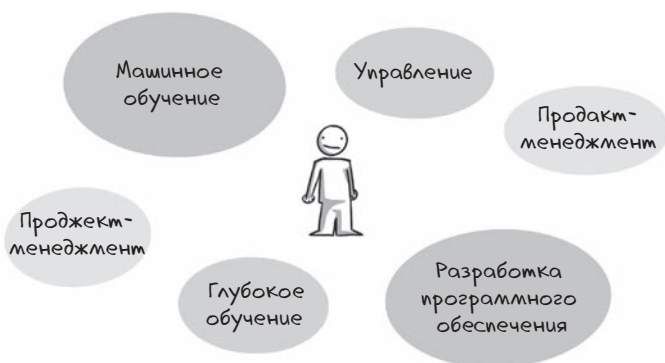 Машинное
обучение
Управление
Продакт-
менеджмент
Проджект-
менеджмент
Глубокое
обучение
Разработка
программного
обеспечения